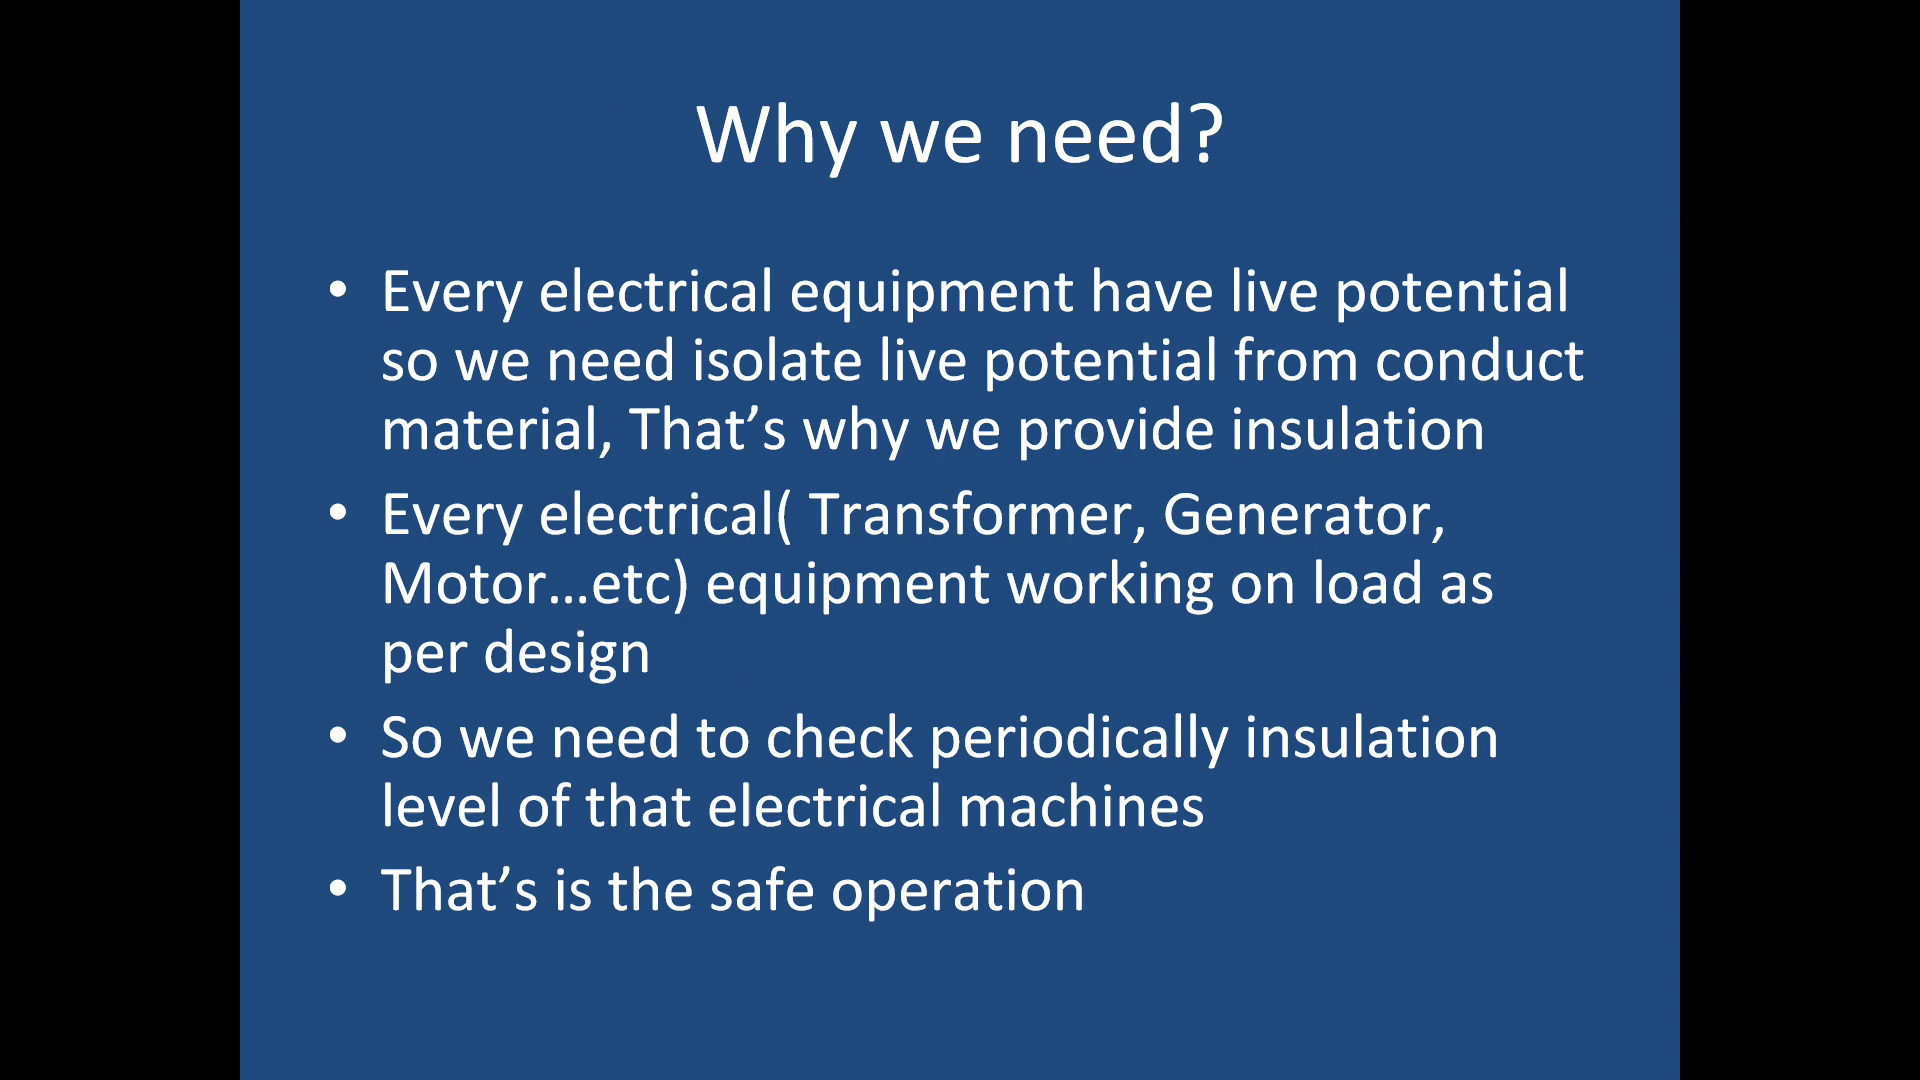 Why we need?
• Every electrical equipment have live potential
so we need isolate live potential from conduct
material, That’s why we provide insulation
• Every electrical( Transformer, Generator,
Motor...etc) equipment working on load as
per design
• So we need to check periodically insulation
level of that electrical machines
• That’s is the safe operation